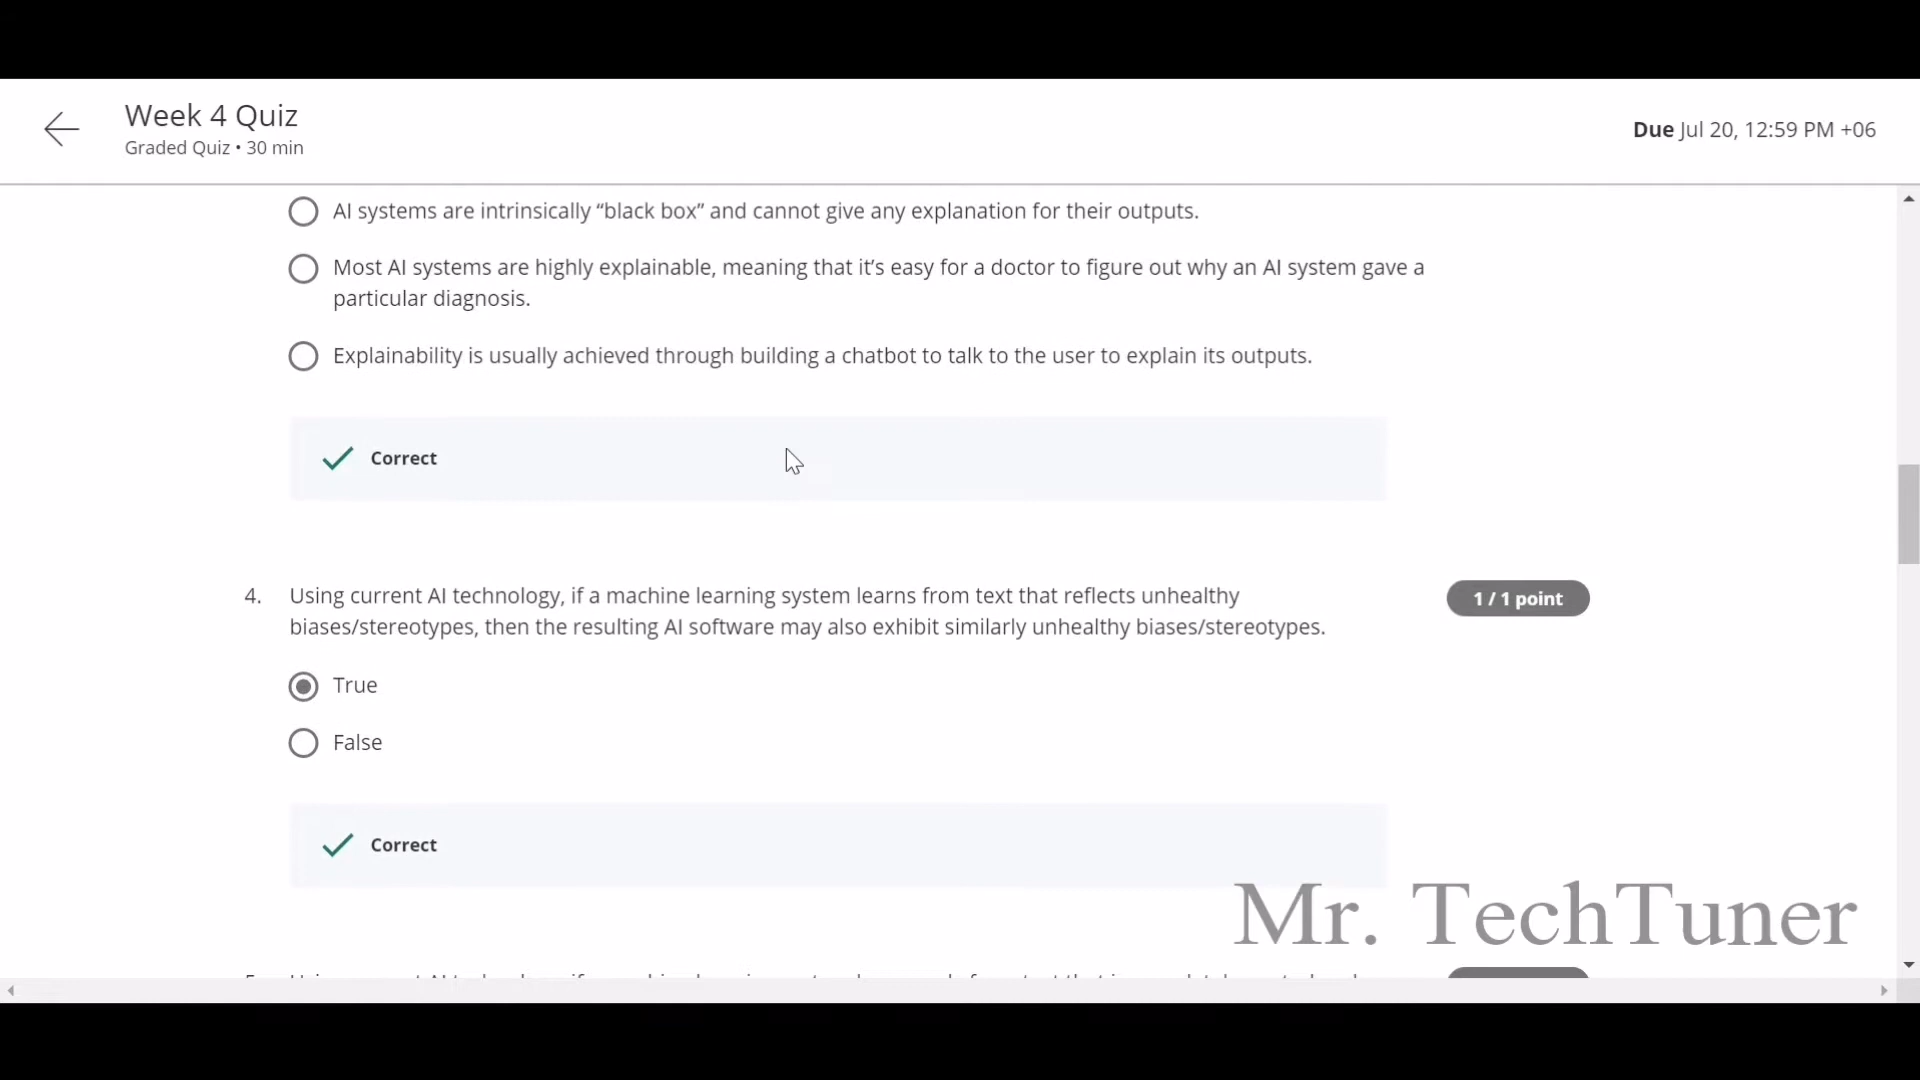 Week 4 Quiz
Graded Quiz • 30 min
Due Jul 20, 12:59 PM +06
AI systems are intrinsically “black box” and cannot give any explanation for their outputs.
Most AI systems are highly explainable, meaning that it’s easy for a doctor to figure out why an AI system gave a
particular diagnosis.
Explainability is usually achieved through building a chatbot to talk to the user to explain its outputs.
Correct
4. Using current AI technology, if a machine learning system learns from text that reflects unhealthy
biases/stereotypes, then the resulting AI software may also exhibit similarly unhealthy biases/stereotypes.
1 / 1 point
True
False
Correct
Mr. TechTuner